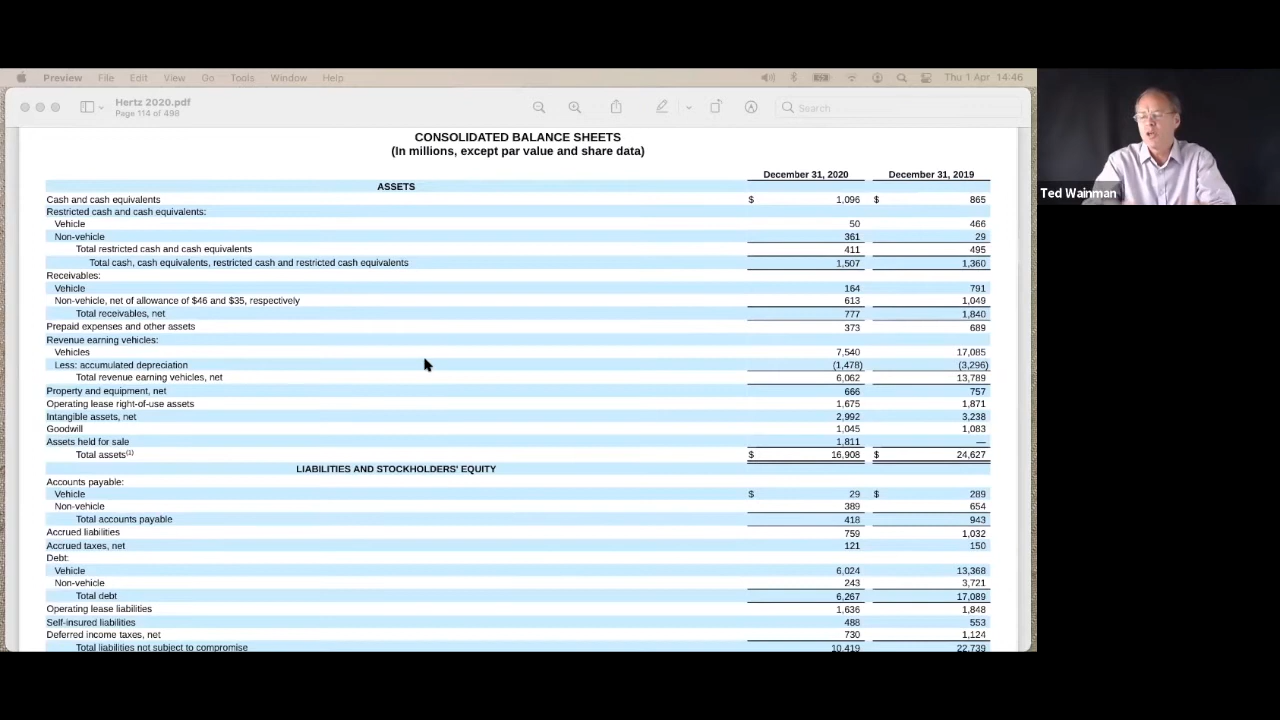 Preview File Edit View Go Tools Window Help Thu 1 Apr 14:46
Hertz 2020.pdf
Page 114 of 498
Search
CONSOLIDATED BALANCE SHEETS
(In millions, except par value and share data)
December 31, 2020 December 31, 2019
ASSETS
Cash and cash equivalents $ 1,096 $ 865
Restricted cash and cash equivalents:
Vehicle 50 466
Non-vehicle 361 29
Total restricted cash and cash equivalents 411 495
Total cash, cash equivalents, restricted cash and restricted cash equivalents 1,507 1,360
Receivables:
Vehicle 164 791
Non-vehicle, net of allowance of $46 and $35, respectively 613 1,049
Total receivables, net 777 1,840
Prepaid expenses and other assets 373 689
Revenue earning vehicles:
Vehicles 7,540 17,085
Less: accumulated depreciation (1,478) (3,296)
Total revenue earning vehicles, net 6,062 13,789
Property and equipment, net 666 757
Operating lease right-of-use assets 1,675 1,871
Intangible assets, net 2,992 3,238
Goodwill 1,045 1,083
Assets held for sale 1,811 —
Total assets(1) $ 16,908 $ 24,627
LIABILITIES AND STOCKHOLDERS' EQUITY
Accounts payable:
Vehicle $ 29 $ 289
Non-vehicle 389 654
Total accounts payable 418 943
Accrued liabilities 759 1,032
Accrued taxes, net 121 150
Debt:
Vehicle 6,024 13,368
Non-vehicle 243 3,721
Total debt 6,267 17,089
Operating lease liabilities 1,636 1,848
Self-insured liabilities 488 553
Deferred income taxes, net 730 1,124
Total liabilities not subject to compromise 10,419 22,739
Ted Wainman